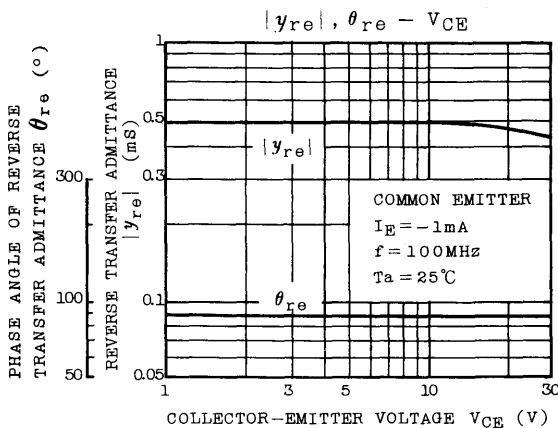 |yre|, θre – VCE
PHASE ANGLE OF REVERSE
TRANSFER ADMITTANCE θre (°)
300
100
50
REVERSE TRANSFER ADMITTANCE
|yre| (mS)
1
0.5
0.3
0.1
0.05
|yre|
θre
COMMON EMITTER
IE = -1mA
f = 100MHz
Ta = 25℃
1 3 5 10 30
COLLECTOR-EMITTER VOLTAGE VCE (V)